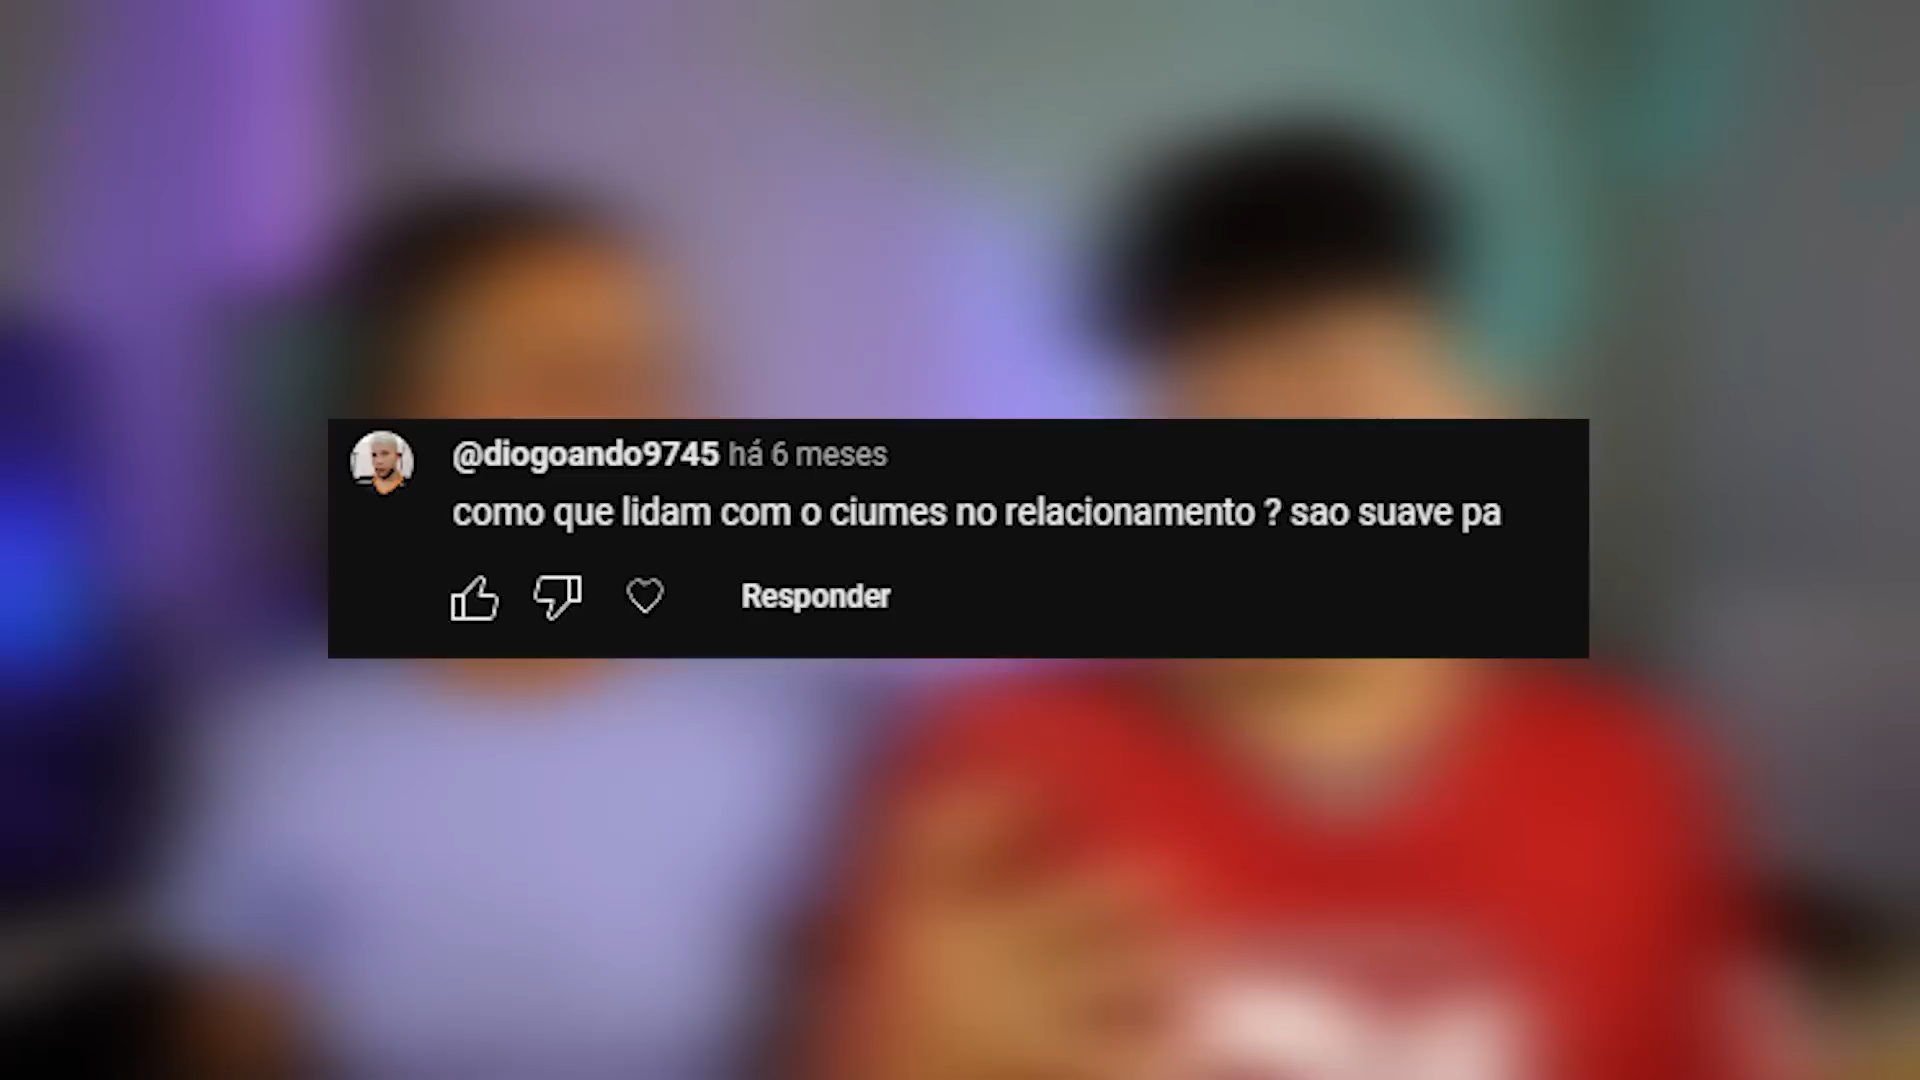 @diogoando9745 há 6 meses
como que lidam com o ciumes no relacionamento ? sao suave pa
Responder